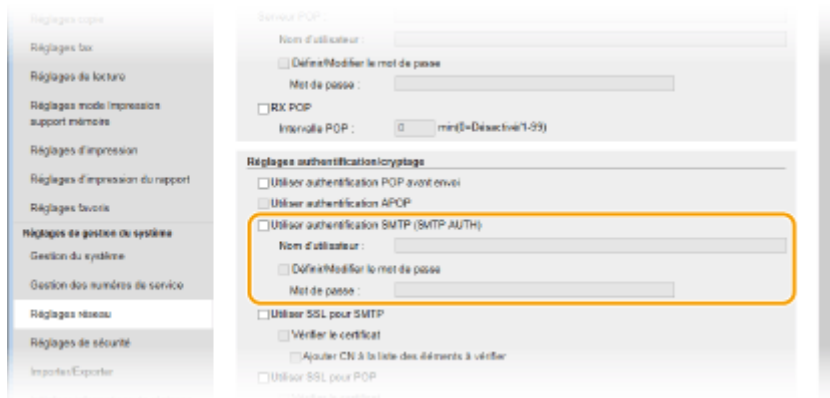 Réglages copie
Réglages fax
Réglages de lecture
Réglages mode Impression
support mémoire
Réglages d'impression
Réglages d'impression du rapport
Réglages favoris
Réglages de gestion du système
Gestion du système
Gestion des numéros de service
Réglages réseau
Réglages de sécurité
Importer/Exporter
Serveur POP :
Nom d'utilisateur :
Définir/Modifier le mot de passe
Mot de passe :
RX POP
Intervalle POP : 0 min(0=Désactivé/1-99)
Réglages authentification/cryptage
Utiliser authentification POP avant envoi
Utiliser authentification APOP
Utiliser authentification SMTP (SMTP AUTH)
Nom d'utilisateur :
Définir/Modifier le mot de passe
Mot de passe :
Utiliser SSL pour SMTP
Vérifier le certificat
Ajouter CN à la liste des éléments à vérifier
Utiliser SSL pour POP
Vérifier le certificat